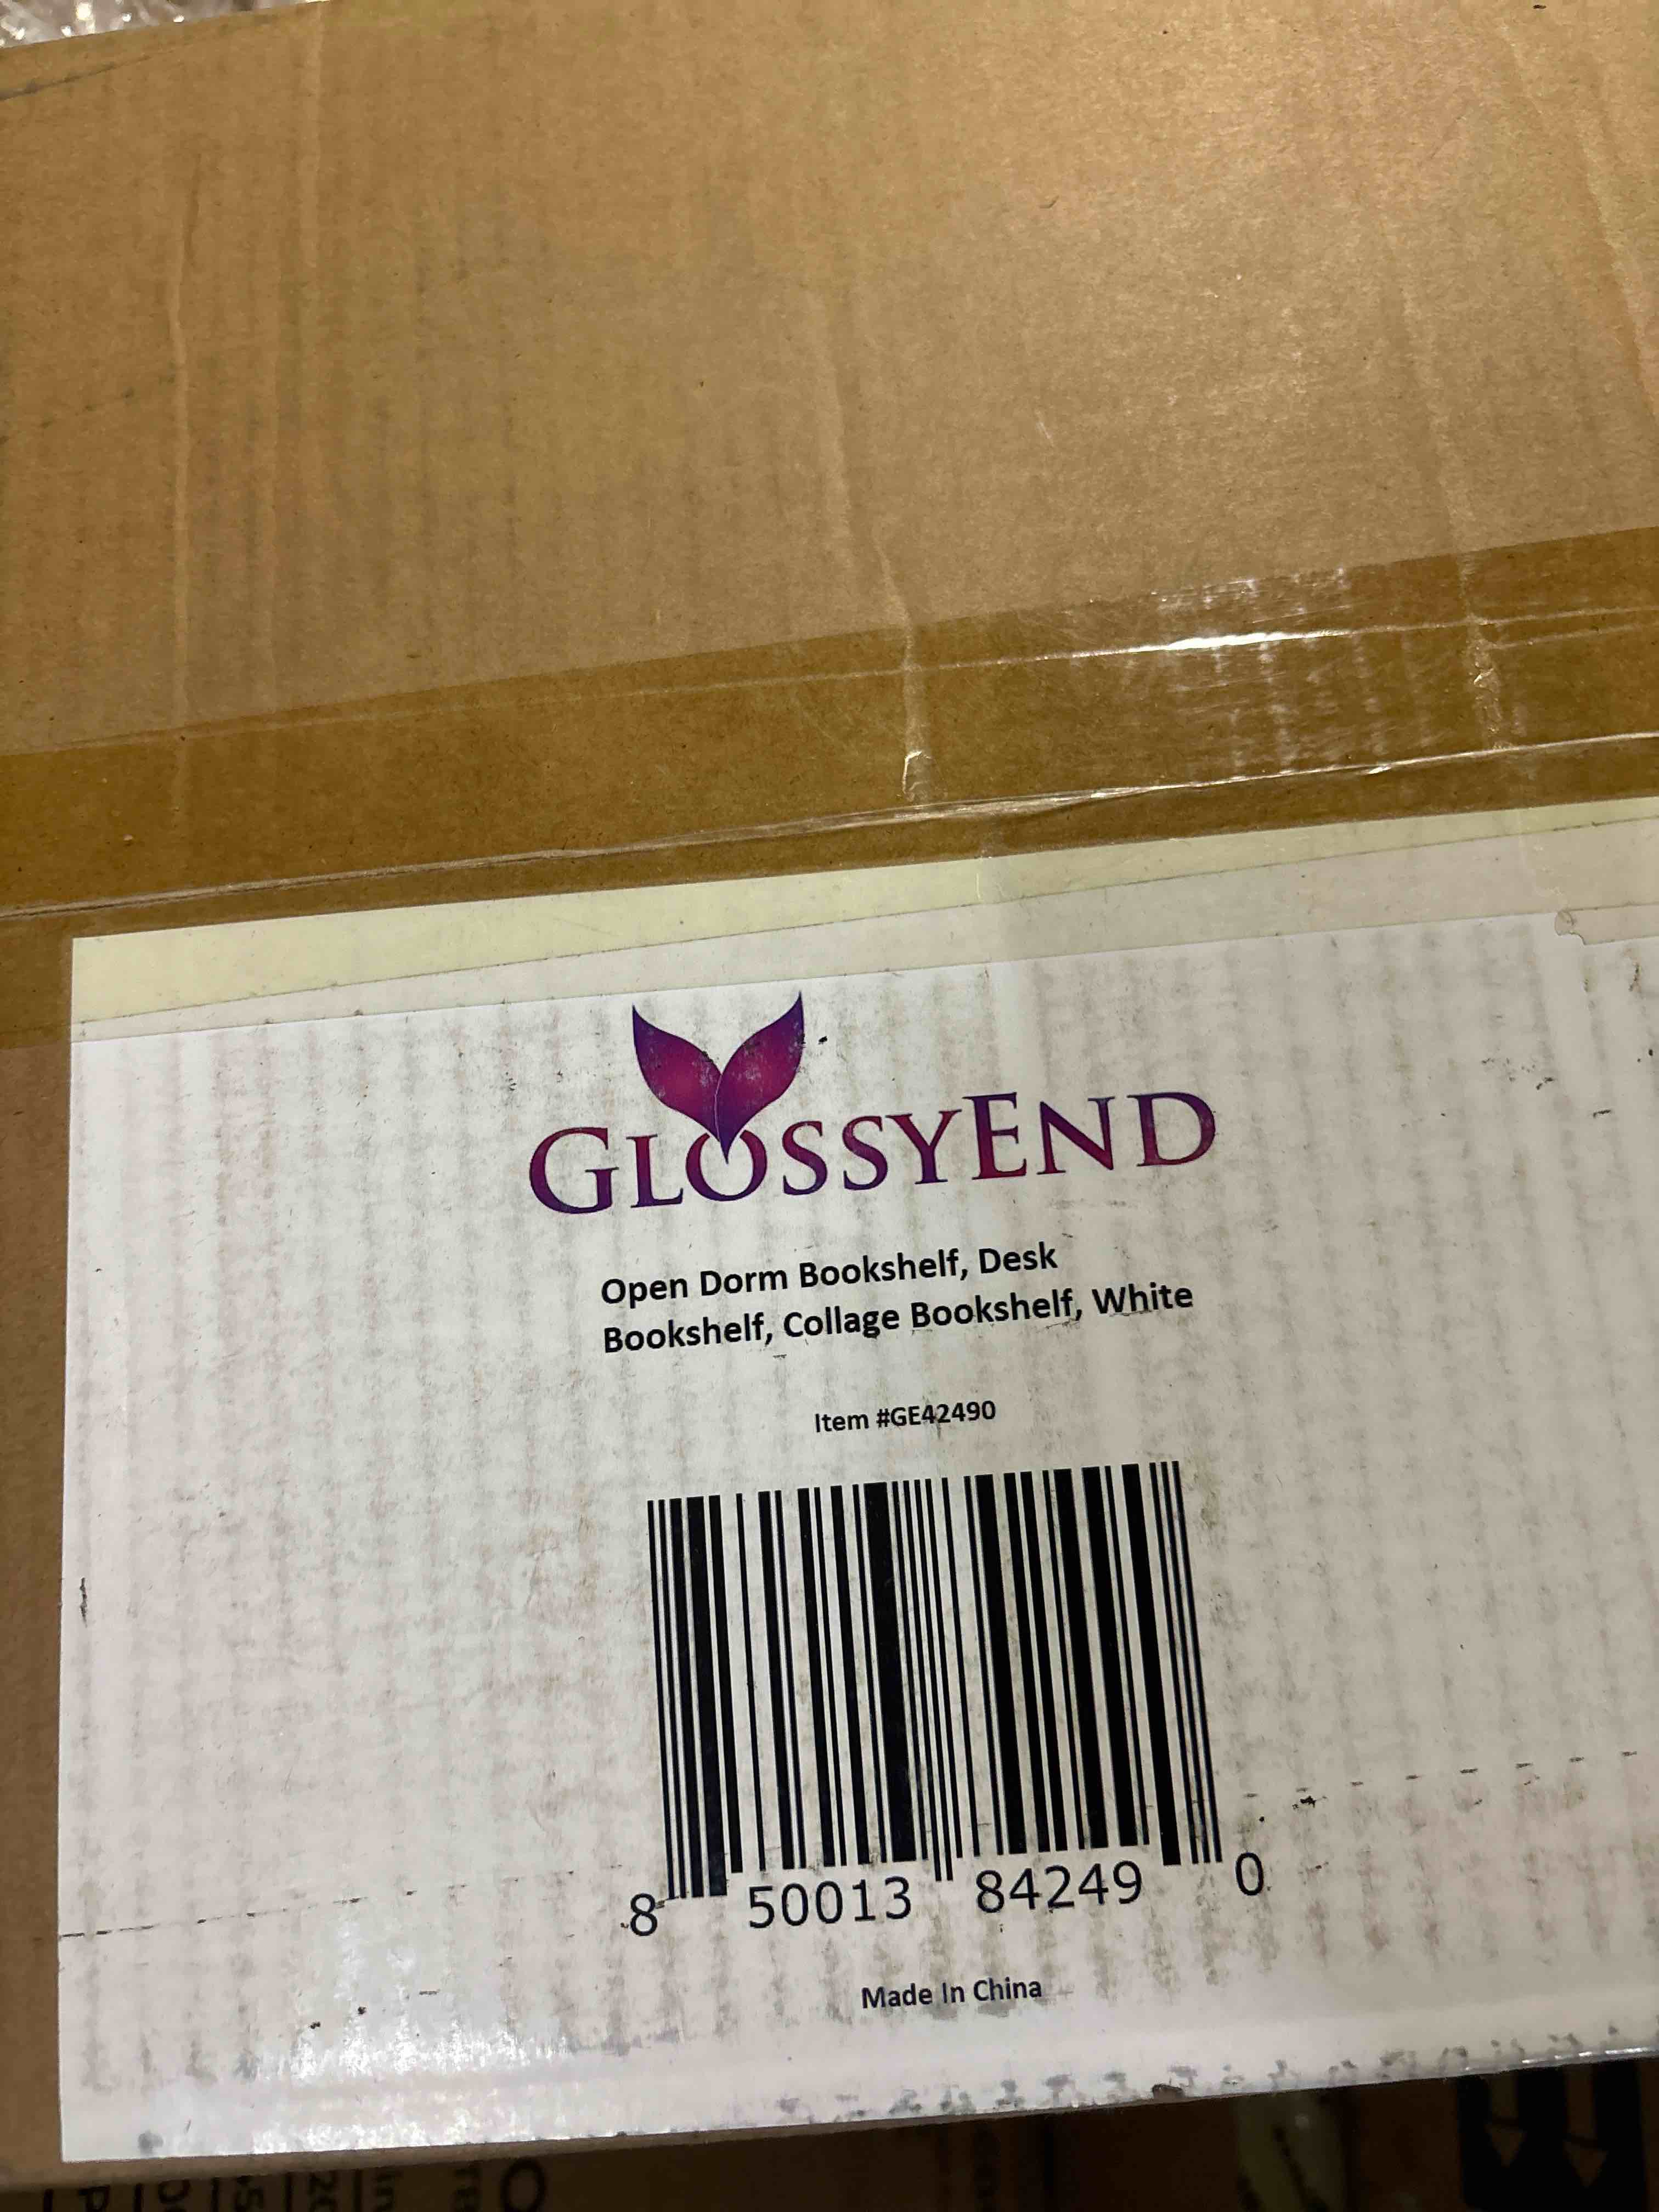 GLOSSYEND
Open Dorm Bookshelf, Desk
Bookshelf, Collage Bookshelf, White
Item #GE42490
8 50013 84249 0
Made In China